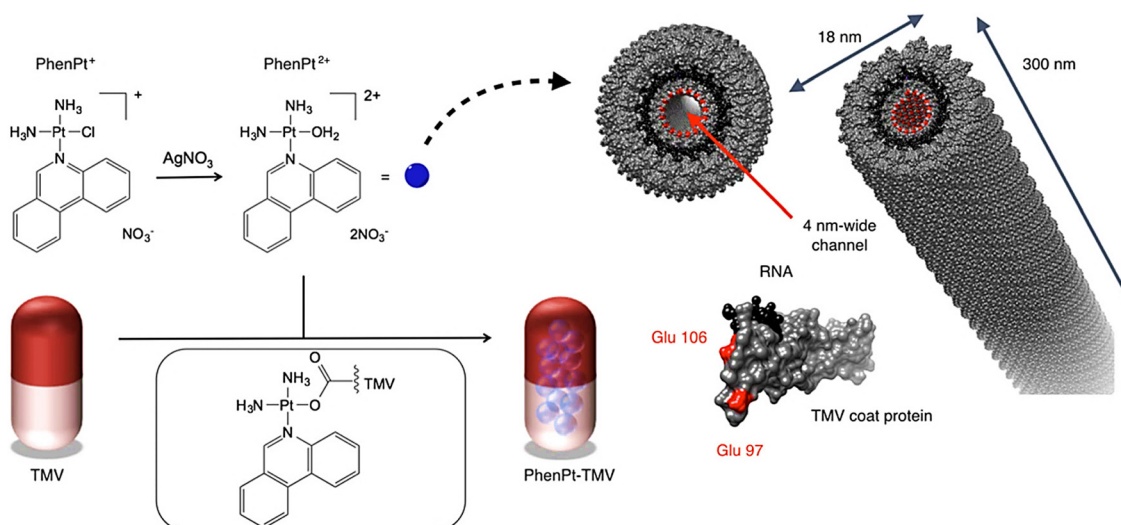 PhenPt+
NH3
H3N—Pt—Cl
N
NO3-
+
AgNO3
PhenPt2+
NH3
H3N—Pt—OH2
N
2NO3-
2+
=
18 nm
300 nm
4 nm-wide
channel
RNA
Glu 106
Glu 97
TMV coat protein
TMV
O
NH3
TMV
H3N—Pt—O
N
PhenPt-TMV